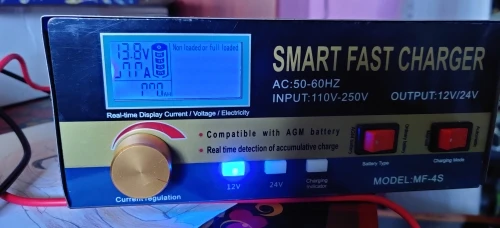 13.8V
Non loaded or full loaded
A
SMART FAST CHARGER
AC:50-60HZ
INPUT:110V-250V
OUTPUT:12V/24V
Real-time Display Current / Voltage / Electricity
• Compatible with AGM battery
• Real time detection of accumulative charge
Battery Type
Charging Mode
12V
24V
Charging
Indicator
Current regulation
MODEL:MF-4S